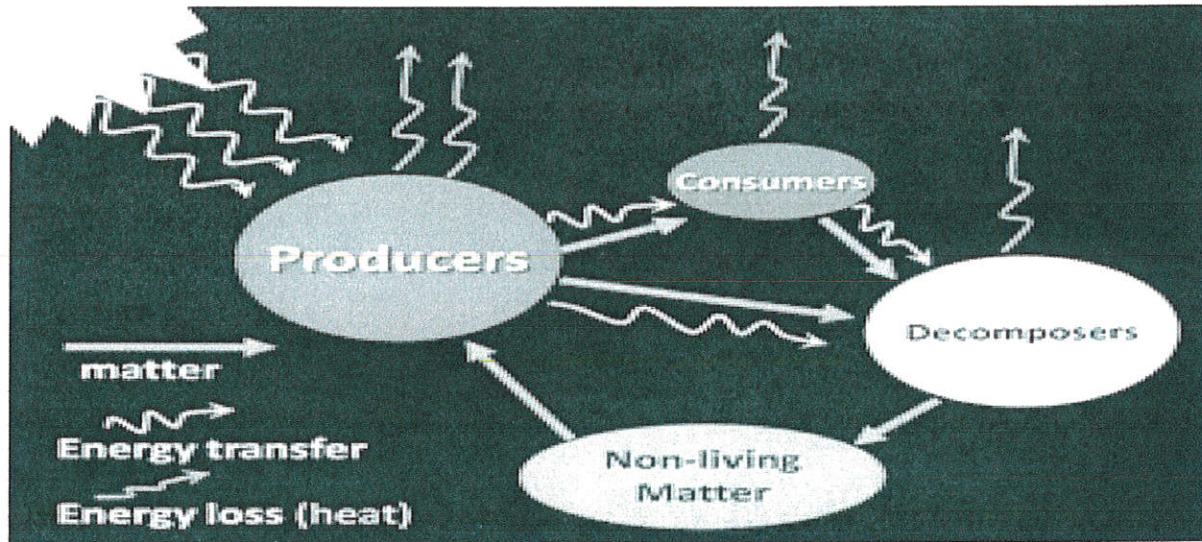 Consumers
Producers
Decomposers
matter
Energy transfer
Energy loss (heat)
Non-living
Matter